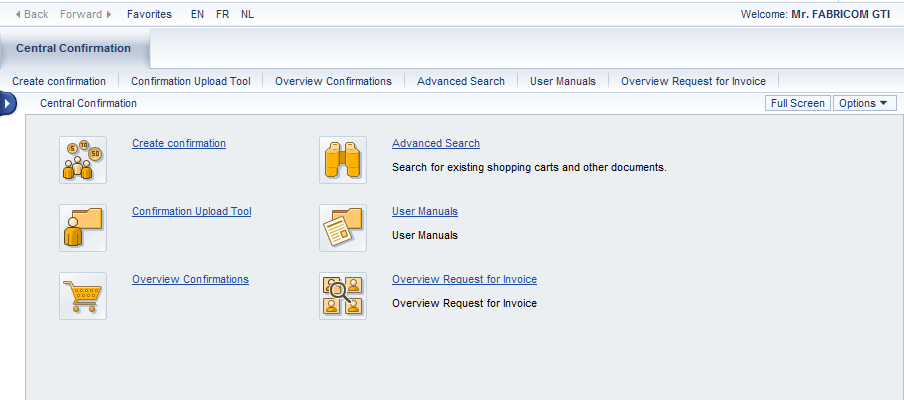 Back Forward Favorites EN FR NL Welcome: Mr. FABRICOM GTI
Central Confirmation
Create confirmation Confirmation Upload Tool Overview Confirmations Advanced Search User Manuals Overview Request for Invoice
Central Confirmation Full Screen Options
5 10 50
Create confirmation Advanced Search
Search for existing shopping carts and other documents.
Confirmation Upload Tool User Manuals
User Manuals
Overview Confirmations Overview Request for Invoice
Overview Request for Invoice